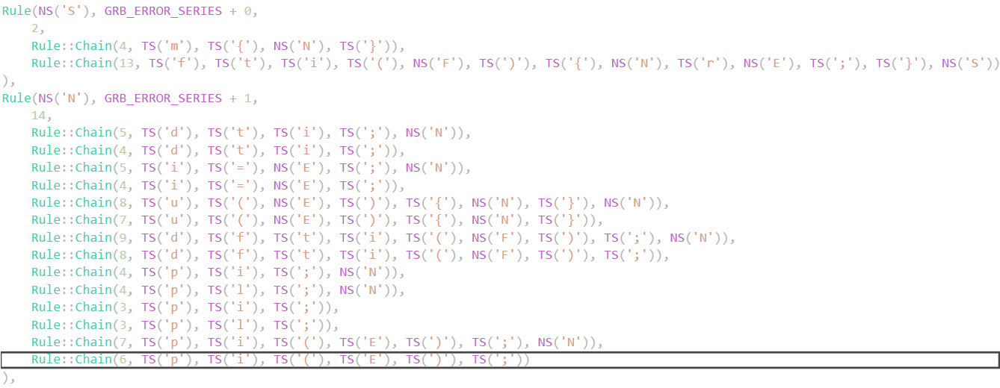 Rule(NS('S'), GRB_ERROR_SERIES + 0,
    2,
    Rule::Chain(4, TS('m'), TS('{'), NS('N'), TS('}')),
    Rule::Chain(13, TS('f'), TS('t'), TS('i'), TS('('), NS('F'), TS(')'), TS('{'), NS('N'), TS('r'), NS('E'), TS(';'), TS('}'), NS('S'))
),
Rule(NS('N'), GRB_ERROR_SERIES + 1,
    14,
    Rule::Chain(5, TS('d'), TS('t'), TS('i'), TS(';'), NS('N')),
    Rule::Chain(4, TS('d'), TS('t'), TS('i'), TS(';')),
    Rule::Chain(5, TS('i'), TS('='), NS('E'), TS(';'), NS('N')),
    Rule::Chain(4, TS('i'), TS('='), NS('E'), TS(';')),
    Rule::Chain(8, TS('u'), TS('('), NS('E'), TS(')'), TS('{'), NS('N'), TS('}'), NS('N')),
    Rule::Chain(7, TS('u'), TS('('), NS('E'), TS(')'), TS('{'), NS('N'), TS('}')),
    Rule::Chain(9, TS('d'), TS('f'), TS('t'), TS('i'), TS('('), NS('F'), TS(')'), TS(';'), NS('N')),
    Rule::Chain(8, TS('d'), TS('f'), TS('t'), TS('i'), TS('('), NS('F'), TS(')'), TS(';')),
    Rule::Chain(4, TS('p'), TS('i'), TS(';'), NS('N')),
    Rule::Chain(4, TS('p'), TS('l'), TS(';'), NS('N')),
    Rule::Chain(3, TS('p'), TS('i'), TS(';')),
    Rule::Chain(3, TS('p'), TS('l'), TS(';')),
    Rule::Chain(7, TS('p'), TS('i'), TS('('), TS('E'), TS(')'), TS(';'), NS('N')),
    Rule::Chain(6, TS('p'), TS('i'), TS('('), TS('E'), TS(')'), TS(';'))
),